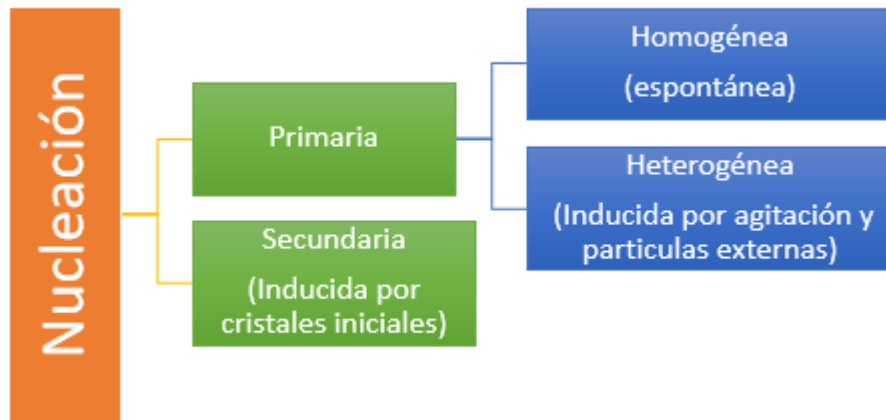 Nucleación
Primaria
Secundaria
(Inducida por
cristales iniciales)
Homogénea
(espontánea)
Heterogénea
(Inducida por agitación y
particulas externas)